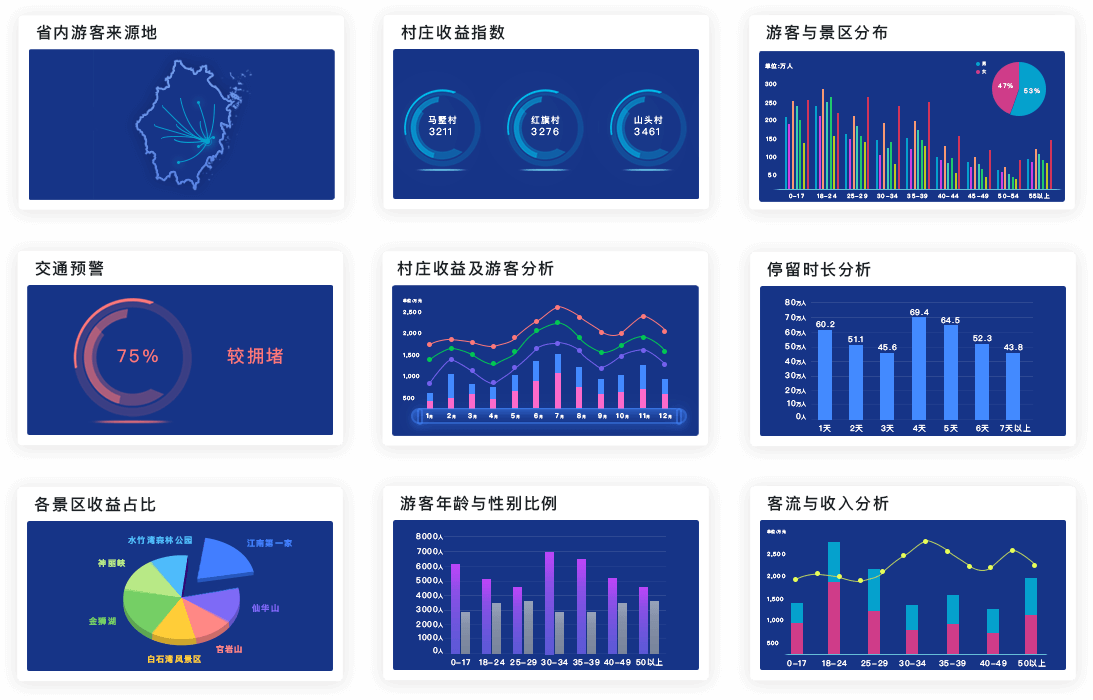 省内游客来源地
村庄收益指数
马墅村
3211
红旗村
3276
山头村
3461
游客与景区分布
单位:万人
男
女
47%
53%
300
250
200
150
100
50
0-17 18-24 25-29 30-34 35-39 40-44 45-49 50-54 55以上
交通预警
75%
较拥堵
村庄收益及游客分析
单位:万元
2,500
2,000
1,500
1,000
500
1月 2月 3月 4月 5月 6月 7月 8月 9月 10月 11月 12月
停留时长分析
80万人
70万人
60万人
50万人
40万人
30万人
20万人
10万人
0人
60.2 51.1 45.6 69.4 64.5 52.3 43.8
1天 2天 3天 4天 5天 6天 7天以上
各景区收益占比
水竹湾森林公园
江南第一家
神丽峡
仙华山
金狮湖
官岩山
白石湾风景区
游客年龄与性别比例
8000人
7000人
6000人
5000人
4000人
3000人
2000人
1000人
0人
0-17 18-24 25-29 30-34 35-39 40-49 50以上
客流与收入分析
单位:万元
2,500
2,000
1,500
1,000
500
0-17 18-24 25-29 30-34 35-39 40-49 50以上